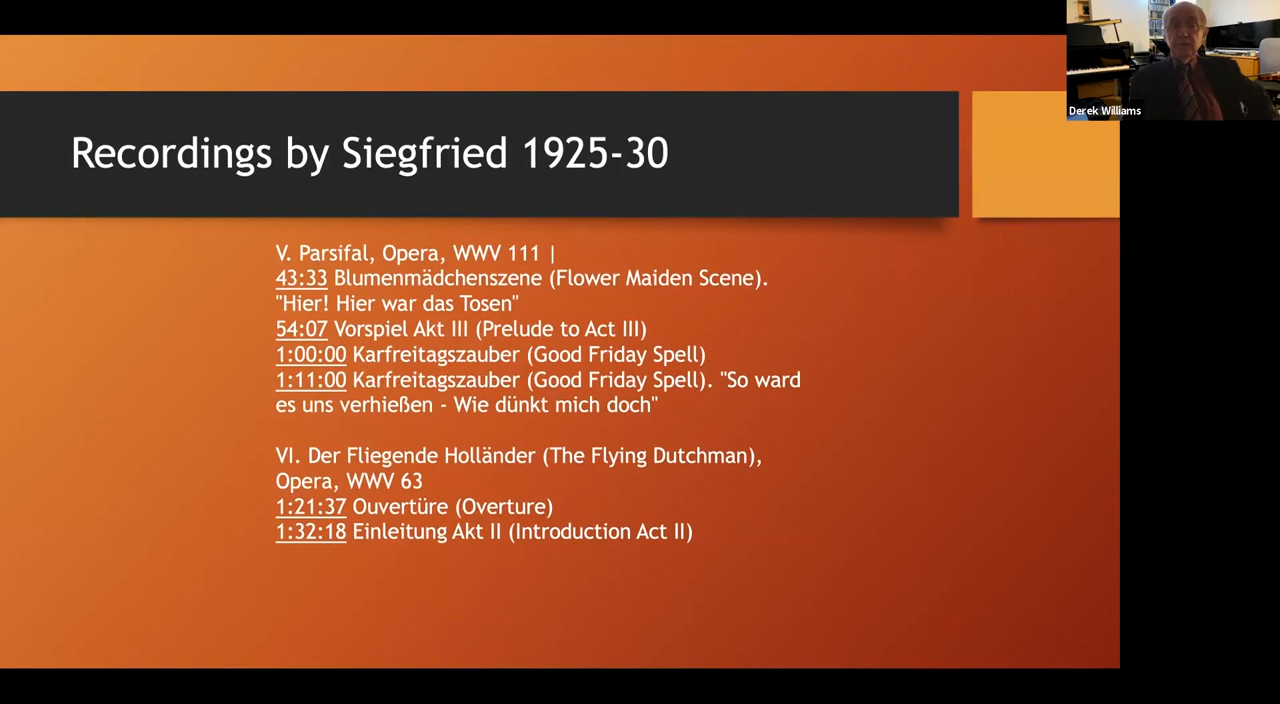 Derek Williams
Recordings by Siegfried 1925-30
V. Parsifal, Opera, WWV 111 |
43:33 Blumenmädchenszene (Flower Maiden Scene).
"Hier! Hier war das Tosen"
54:07 Vorspiel Akt III (Prelude to Act III)
1:00:00 Karfreitagszauber (Good Friday Spell)
1:11:00 Karfreitagszauber (Good Friday Spell). "So ward
es uns verhießen - Wie dünkt mich doch"
VI. Der Fliegende Holländer (The Flying Dutchman),
Opera, WWV 63
1:21:37 Ouvertüre (Overture)
1:32:18 Einleitung Akt II (Introduction Act II)